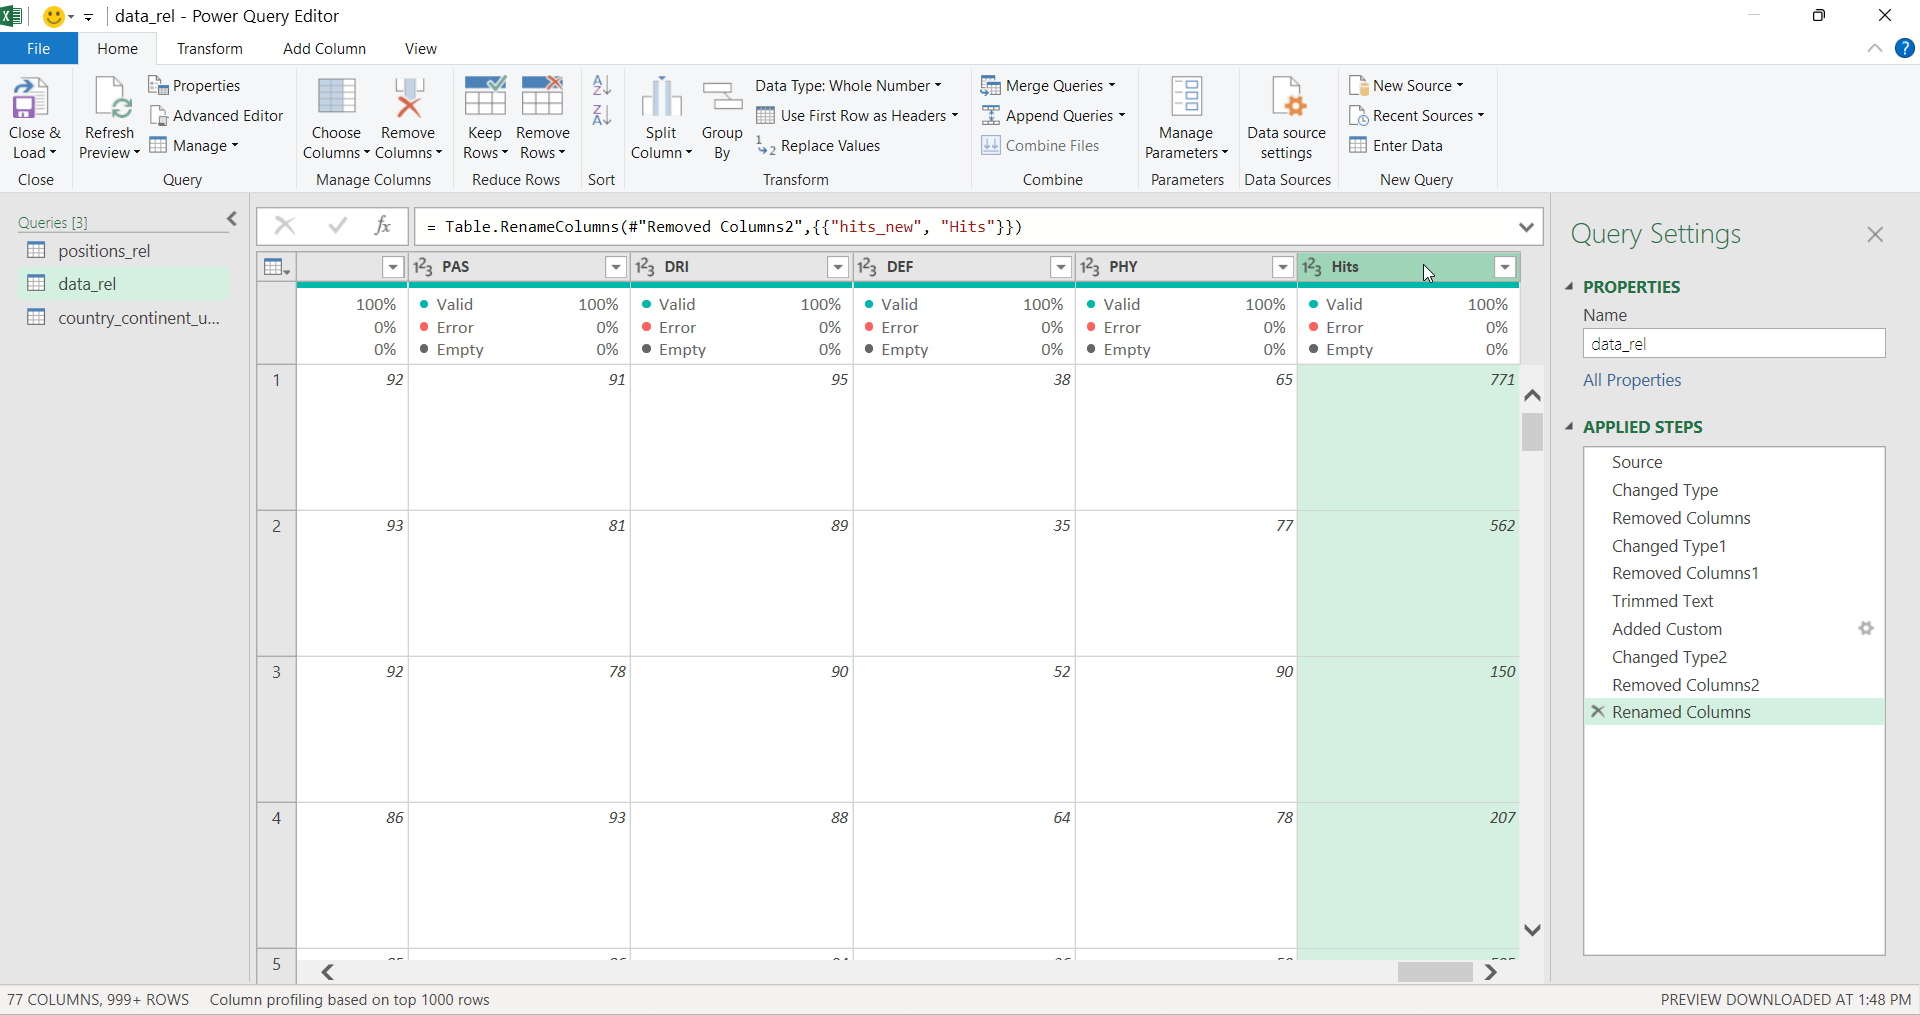 data_rel - Power Query Editor
File Home Transform Add Column View
Close & Load
Refresh Preview
Properties
Advanced Editor
Manage
Choose Columns
Remove Columns
Keep Rows
Remove Rows
Split Column
Group By
Data Type: Whole Number
Use First Row as Headers
Replace Values
Merge Queries
Append Queries
Combine Files
Manage Parameters
Data source settings
New Source
Recent Sources
Enter Data
Close Query Manage Columns Reduce Rows Sort Transform Combine Parameters Data Sources New Query
Queries [3]
positions_rel
data_rel
country_continent_u...
fx = Table.RenameColumns(#"Removed Columns2",{{"hits_new", "Hits"}})
PAS DRI DEF PHY Hits
100% Valid 100% Valid 100% Valid 100% Valid 100% Valid 100%
0% Error 0% Error 0% Error 0% Error 0% Error 0%
0% Empty 0% Empty 0% Empty 0% Empty 0% Empty 0%
1 92 91 95 38 65 771
2 93 81 89 35 77 562
3 92 78 90 52 90 150
4 86 93 88 64 78 207
5
Query Settings
PROPERTIES
Name
data_rel
All Properties
APPLIED STEPS
Source
Changed Type
Removed Columns
Changed Type1
Removed Columns1
Trimmed Text
Added Custom
Changed Type2
Removed Columns2
Renamed Columns
77 COLUMNS, 999+ ROWS Column profiling based on top 1000 rows PREVIEW DOWNLOADED AT 1:48 PM